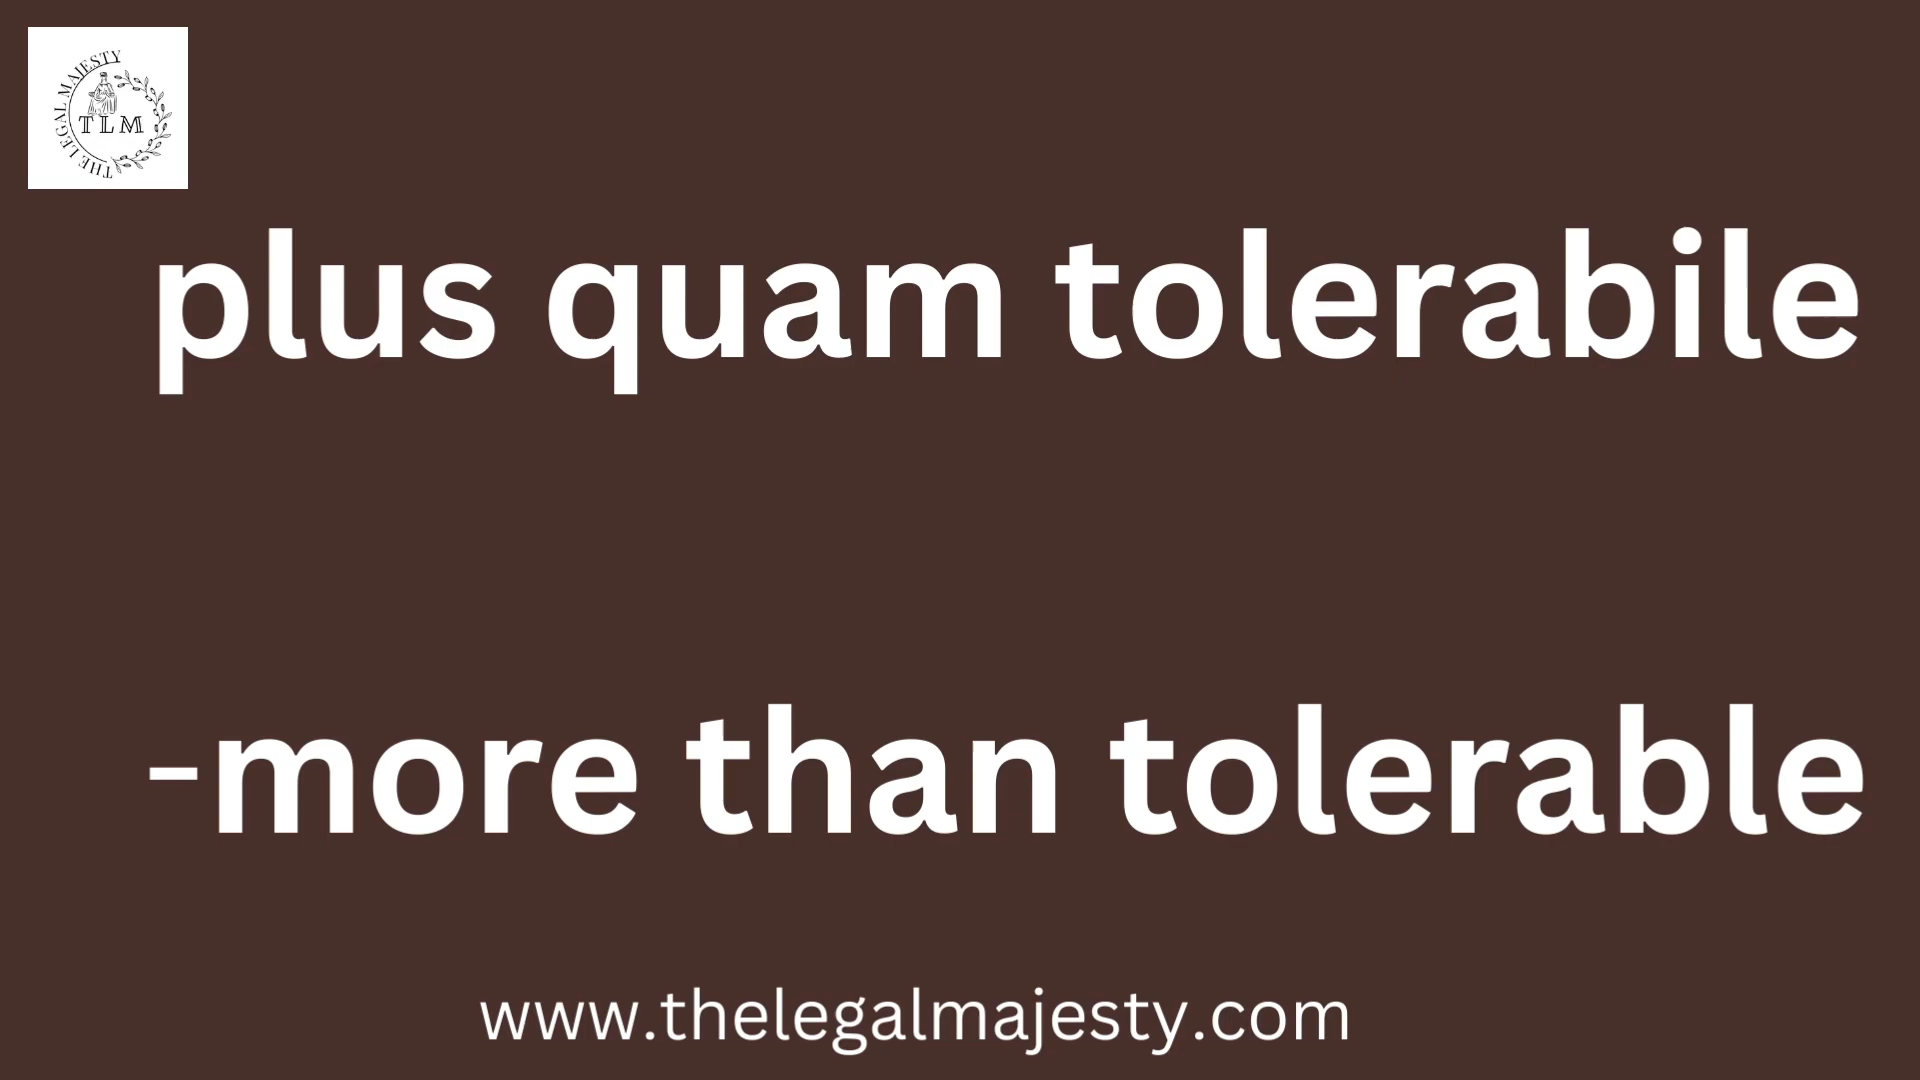 THE LEGAL MAJESTY
TLM
plus quam tolerabile
-more than tolerable
www.thelegalmajesty.com